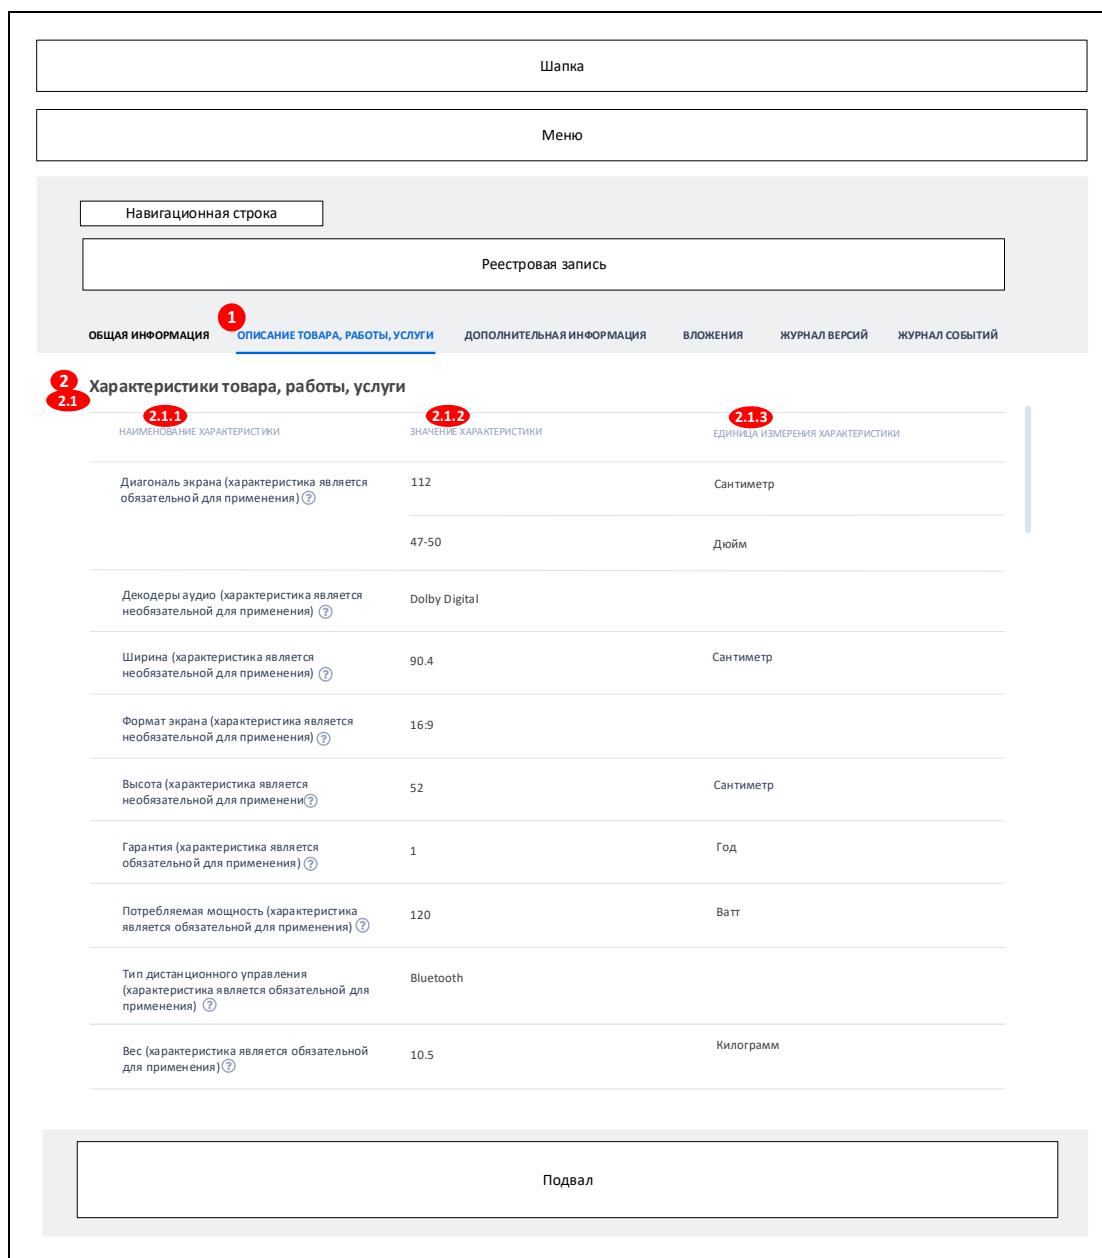 Шапка
Меню
Навигационная строка
Реестровая запись
1
ОБЩАЯ ИНФОРМАЦИЯ ОПИСАНИЕ ТОВАРА, РАБОТЫ, УСЛУГИ ДОПОЛНИТЕЛЬНАЯ ИНФОРМАЦИЯ ВЛОЖЕНИЯ ЖУРНАЛ ВЕРСИЙ ЖУРНАЛ СОБЫТИЙ
2
Характеристики товара, работы, услуги
2.1
2.1.1 2.1.2 2.1.3
НАИМЕНОВАНИЕ ХАРАКТЕРИСТИКИ ЗНАЧЕНИЕ ХАРАКТЕРИСТИКИ ЕДИНИЦА ИЗМЕРЕНИЯ ХАРАКТЕРИСТИКИ
Диагональ экрана (характеристика является 112 Сантиметр
обязательной для применения) ?
47-50 Дюйм
Декодеры аудио (характеристика является Dolby Digital
необязательной для применения) ?
Ширина (характеристика является 90.4 Сантиметр
необязательной для применения) ?
Формат экрана (характеристика является 16:9
необязательной для применения) ?
Высота (характеристика является 52 Сантиметр
необязательной для применени ?
Гарантия (характеристика является 1 Год
обязательной для применения) ?
Потребляемая мощность (характеристика 120 Ватт
является обязательной для применения) ?
Тип дистанционного управления Bluetooth
(характеристика является обязательной для
применения) ?
Вес (характеристика является обязательной 10.5 Килограмм
для применения) ?
Подвал